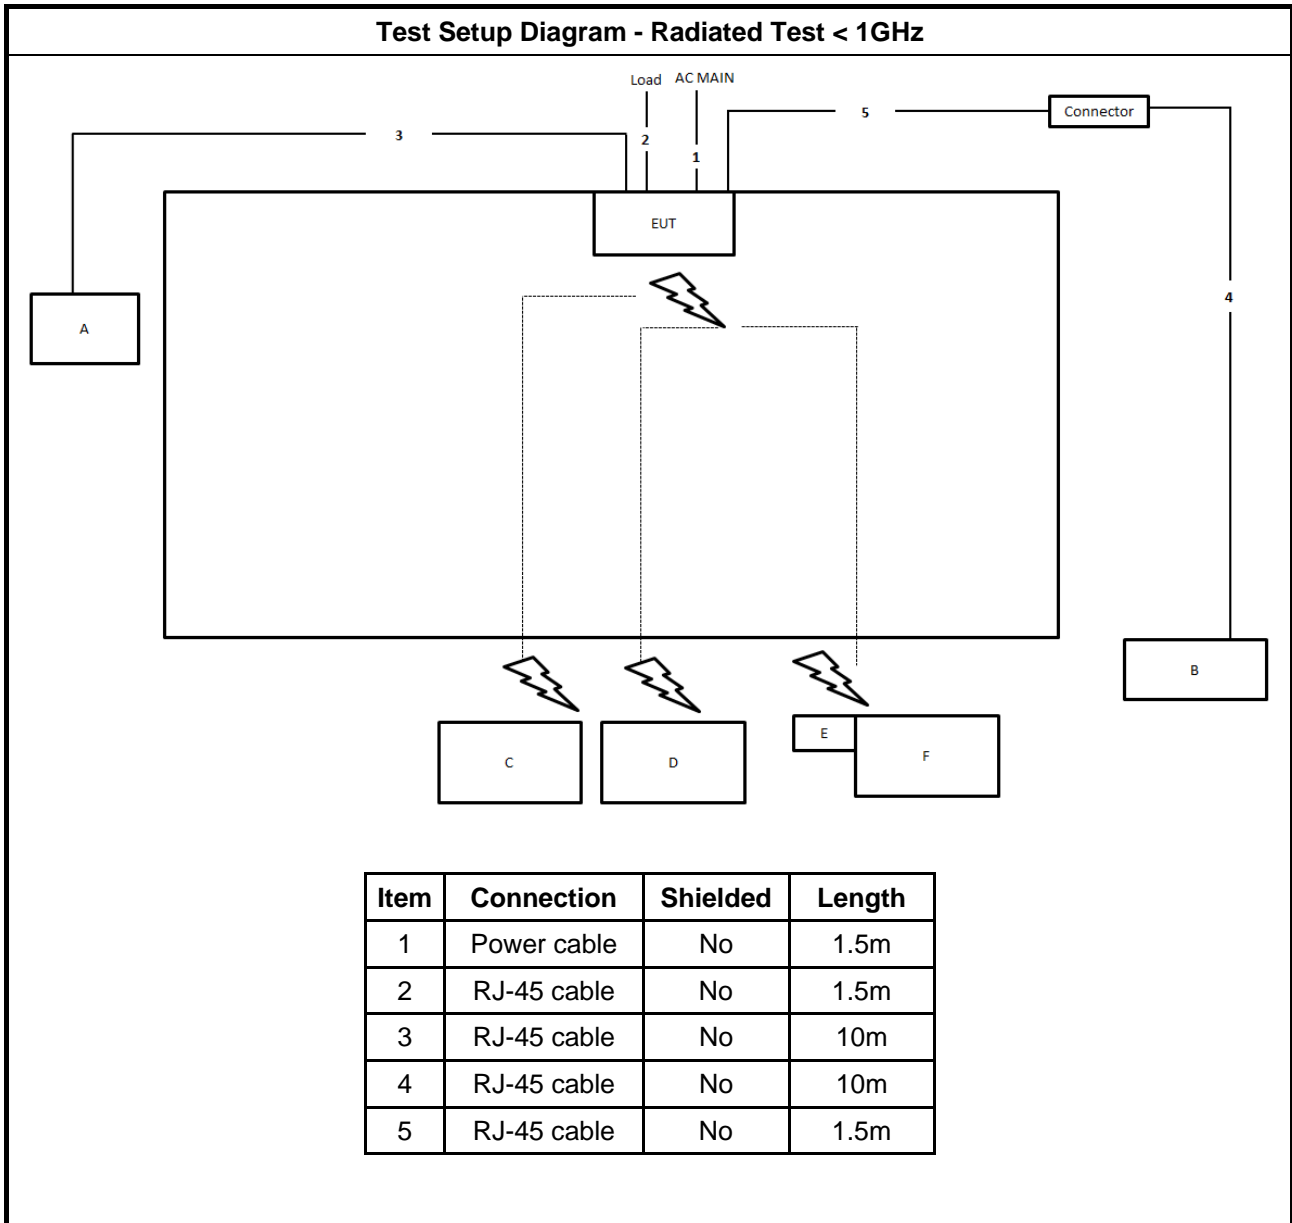 Test Setup Diagram - Radiated Test < 1GHz
Load AC MAIN
3
2
1
5
Connector
EUT
A
4
B
C
D
E
F
Item Connection Shielded Length
1 Power cable No 1.5m
2 RJ-45 cable No 1.5m
3 RJ-45 cable No 10m
4 RJ-45 cable No 10m
5 RJ-45 cable No 1.5m